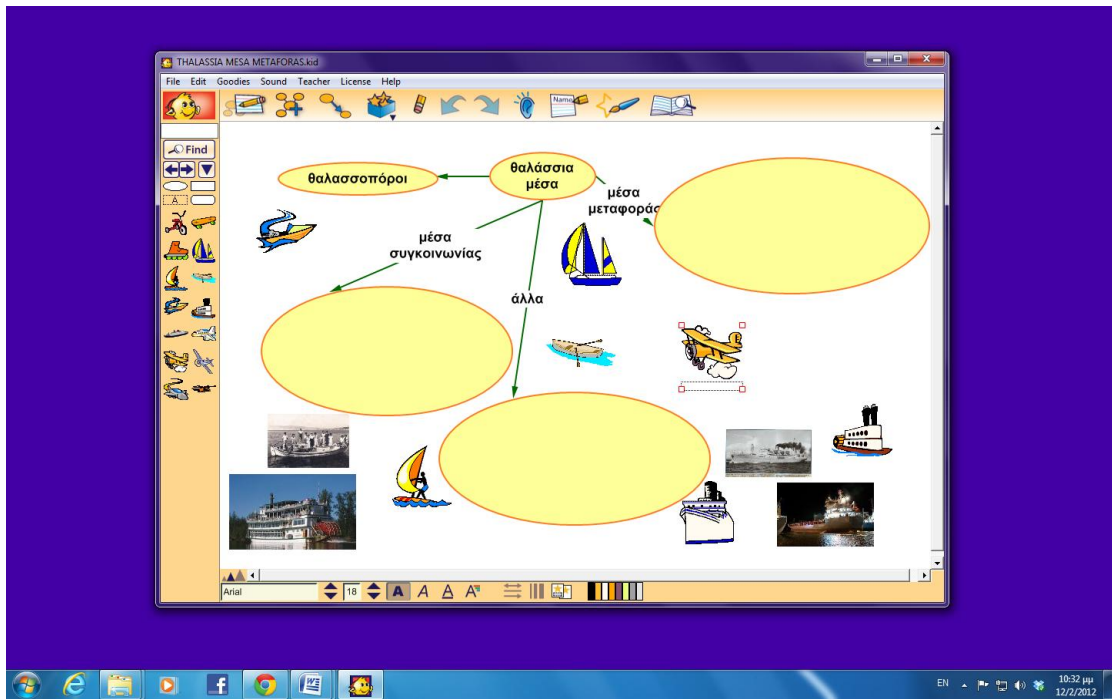 THALASSIA MESA METAFORAS.kid
File Edit Goodies Sound Teacher License Help
Name
Find
A
θαλασσοπόροι
θαλάσσια
μέσα
μέσα
μεταφοράς
μέσα
συγκοινωνίας
άλλα
Arial
18
A A A A
EN
10:32 μμ
12/2/2012